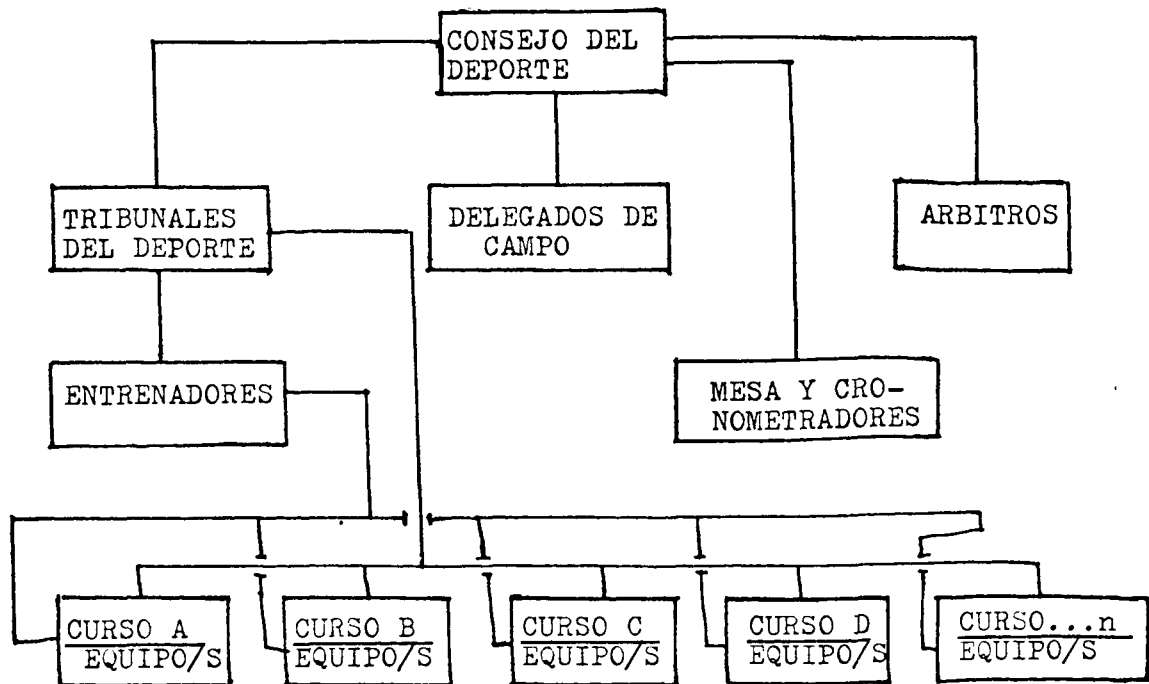 CONSEJO DEL
DEPORTE
TRIBUNALES
DEL DEPORTE
DELEGADOS DE
CAMPO
ARBITROS
ENTRENADORES
MESA Y CRO-
NOMETRADORES
CURSO A
EQUIPO/S
CURSO B
EQUIPO/S
CURSO C
EQUIPO/S
CURSO D
EQUIPO/S
CURSO...n
EQUIPO/S